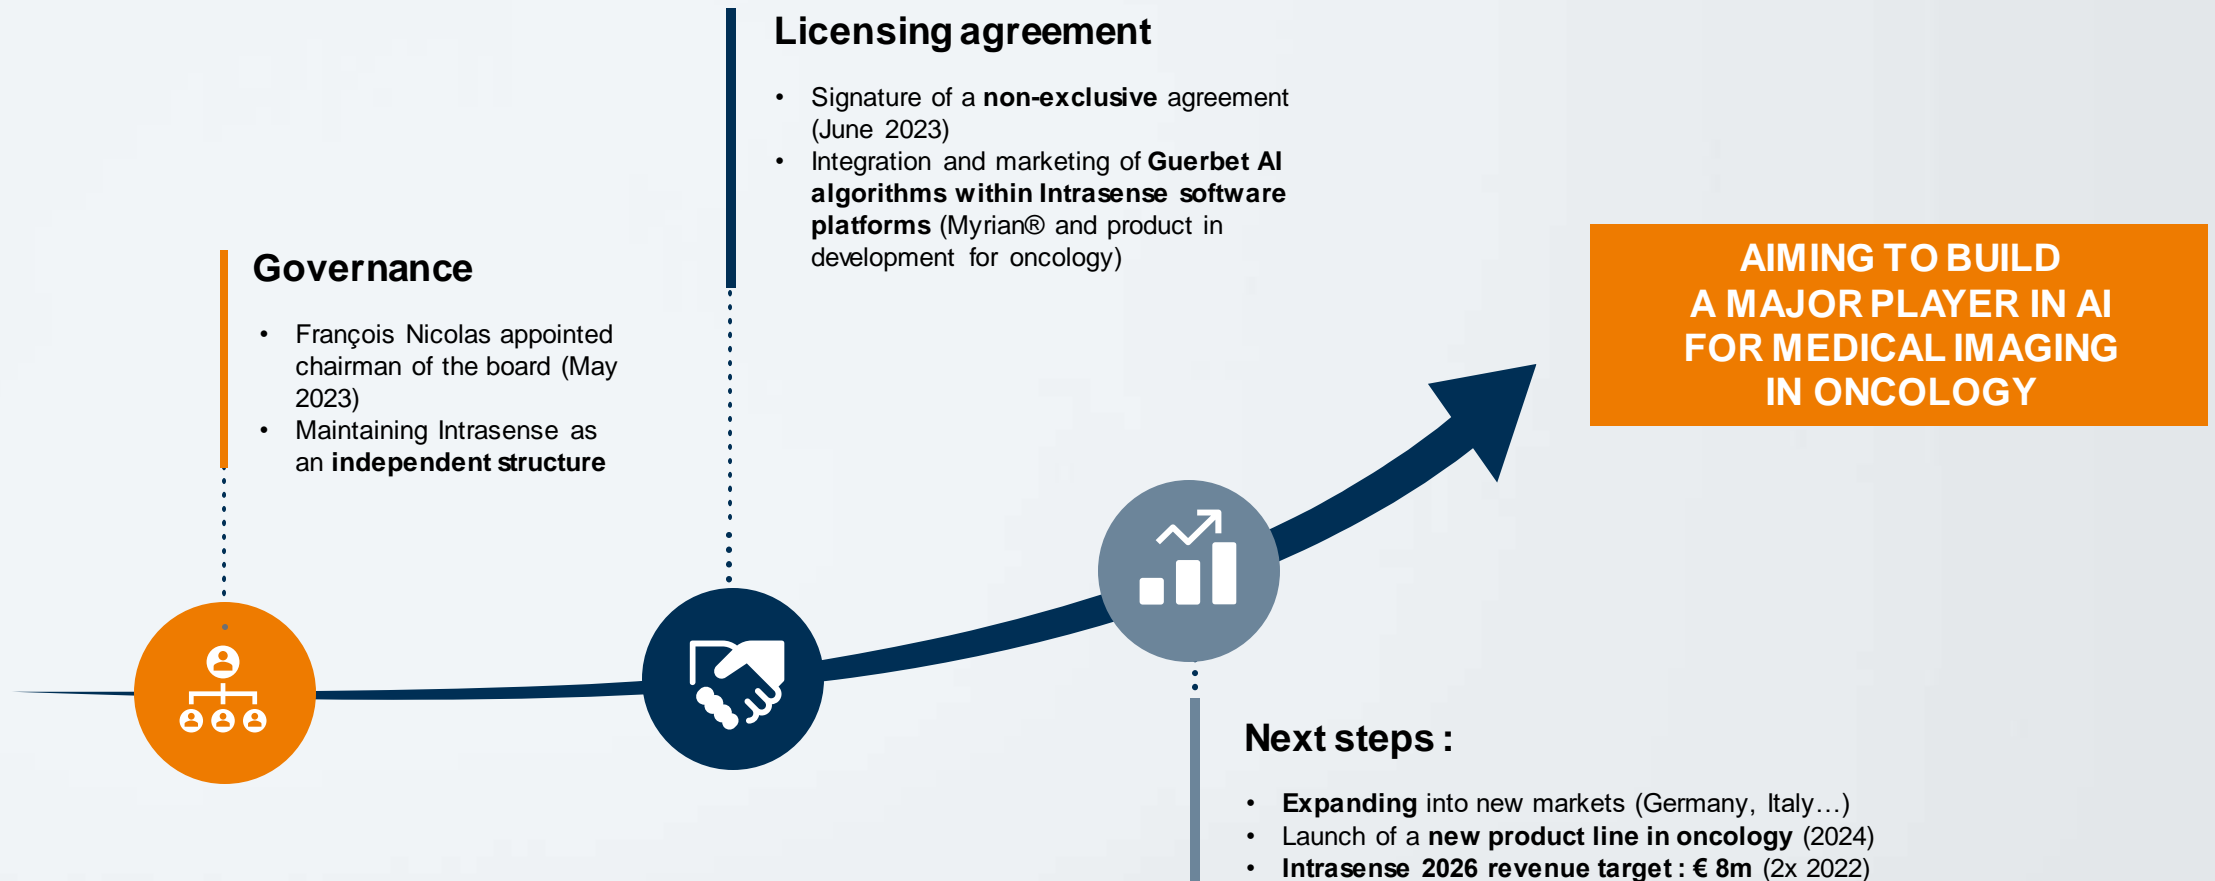 Governance
• François Nicolas appointed
chairman of the board (May
2023)
• Maintaining Intrasense as
an independent structure
Licensing agreement
• Signature of a non-exclusive agreement
(June 2023)
• Integration and marketing of Guerbet AI
algorithms within Intrasense software
platforms (Myrian® and product in
development for oncology)
Next steps :
• Expanding into new markets (Germany, Italy…)
• Launch of a new product line in oncology (2024)
• Intrasense 2026 revenue target : € 8m (2x 2022)
AIMING TO BUILD
A MAJOR PLAYER IN AI
FOR MEDICAL IMAGING
IN ONCOLOGY